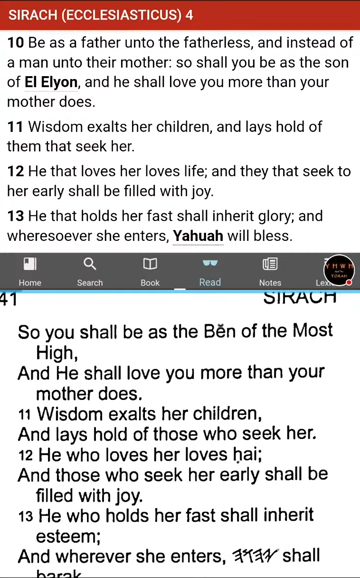 SIRACH (ECCLESIASTICUS) 4
10 Be as a father unto the fatherless, and instead of
a man unto their mother: so shall you be as the son
of El Elyon, and he shall love you more than your
mother does.
11 Wisdom exalts her children, and lays hold of
them that seek her.
12 He that loves her loves life; and they that seek to
her early shall be filled with joy.
13 He that holds her fast shall inherit glory; and
wheresoever she enters, Yahuah will bless.
Home Search Book Read Notes
41 SIRACH
So you shall be as the Bĕn of the Most
High,
And He shall love you more than your
mother does.
11 Wisdom exalts her children,
And lays hold of those who seek her.
12 He who loves her loves ḥai;
And those who seek her early shall be
filled with joy.
13 He who holds her fast shall inherit
esteem;
And wherever she enters, 𐤉𐤄𐤅𐤄 shall
barak